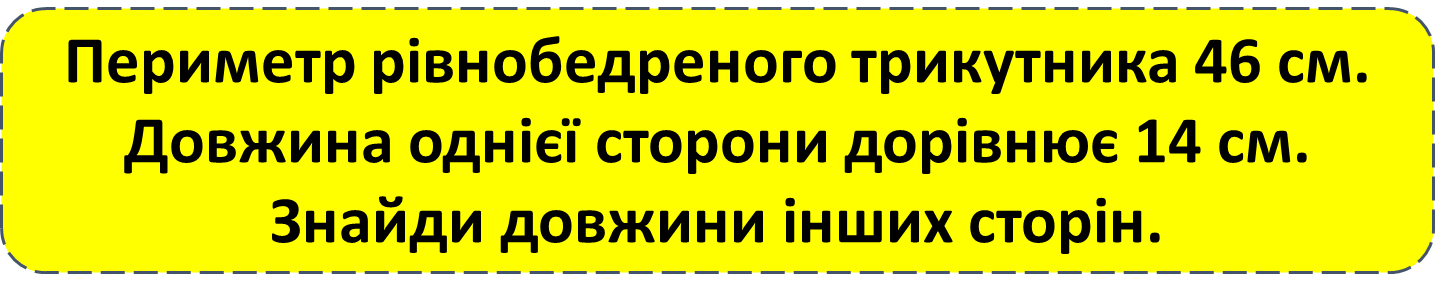 Периметр рівнобедреного трикутника 46 см.
Довжина однієї сторони дорівнює 14 см.
Знайди довжини інших сторін.